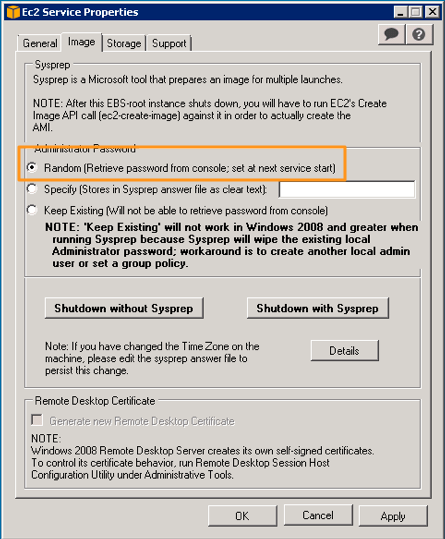 Ec2 Service Properties
General Image Storage Support
Sysprep
Sysprep is a Microsoft tool that prepares an image for multiple launches.
NOTE: After this EBS-root instance shuts down, you will have to run EC2's Create
Image API call (ec2-create-image) against it in order to actually create the
AMI.
Administrator Password
Random (Retrieve password from console; set at next service start)
Specify (Stores in Sysprep answer file as clear text):
Keep Existing (Will not be able to retrieve password from console)
NOTE: 'Keep Existing' will not work in Windows 2008 and greater when
running Sysprep because Sysprep will wipe the existing local
Administrator password; workaround is to create another local admin
user or set a group policy.
Shutdown without Sysprep Shutdown with Sysprep
Note: If you have changed the TimeZone on the
machine, please edit the sysprep answer file to
persist this change.
Details
Remote Desktop Certificate
Generate new Remote Desktop Certificate
NOTE:
Windows 2008 Remote Desktop Server creates its own self-signed certificates.
To control its certificate behavior, run Remote Desktop Session Host
Configuration Utility under Administrative Tools.
OK Cancel Apply